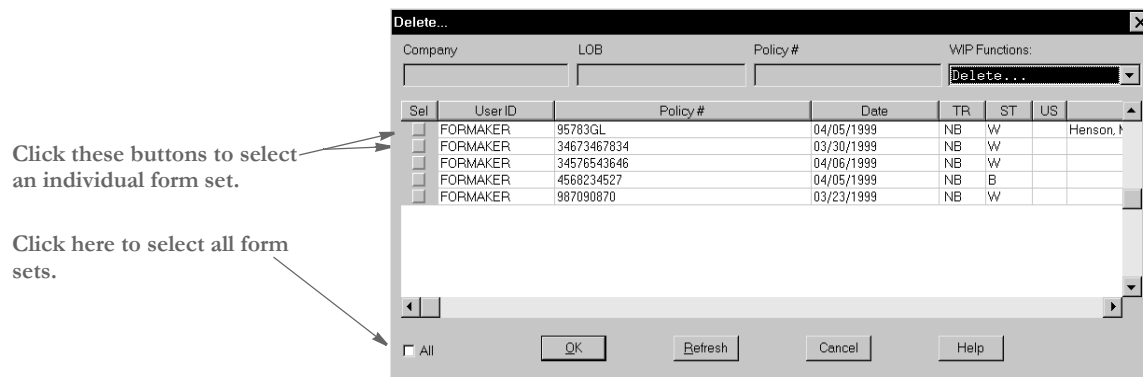 Delete...
Company LOB Policy # WIP Functions:
Delete...
Sel User ID Policy # Date TR ST US
FORMAKER 95783GL 04/05/1999 NB W Henson,
FORMAKER 34673467834 03/30/1999 NB W
FORMAKER 34576543646 04/06/1999 NB W
FORMAKER 4568234527 04/05/1999 NB B
FORMAKER 987090870 03/23/1999 NB W
Click these buttons to select
an individual form set.
Click here to select all form
sets.
All OK Refresh Cancel Help